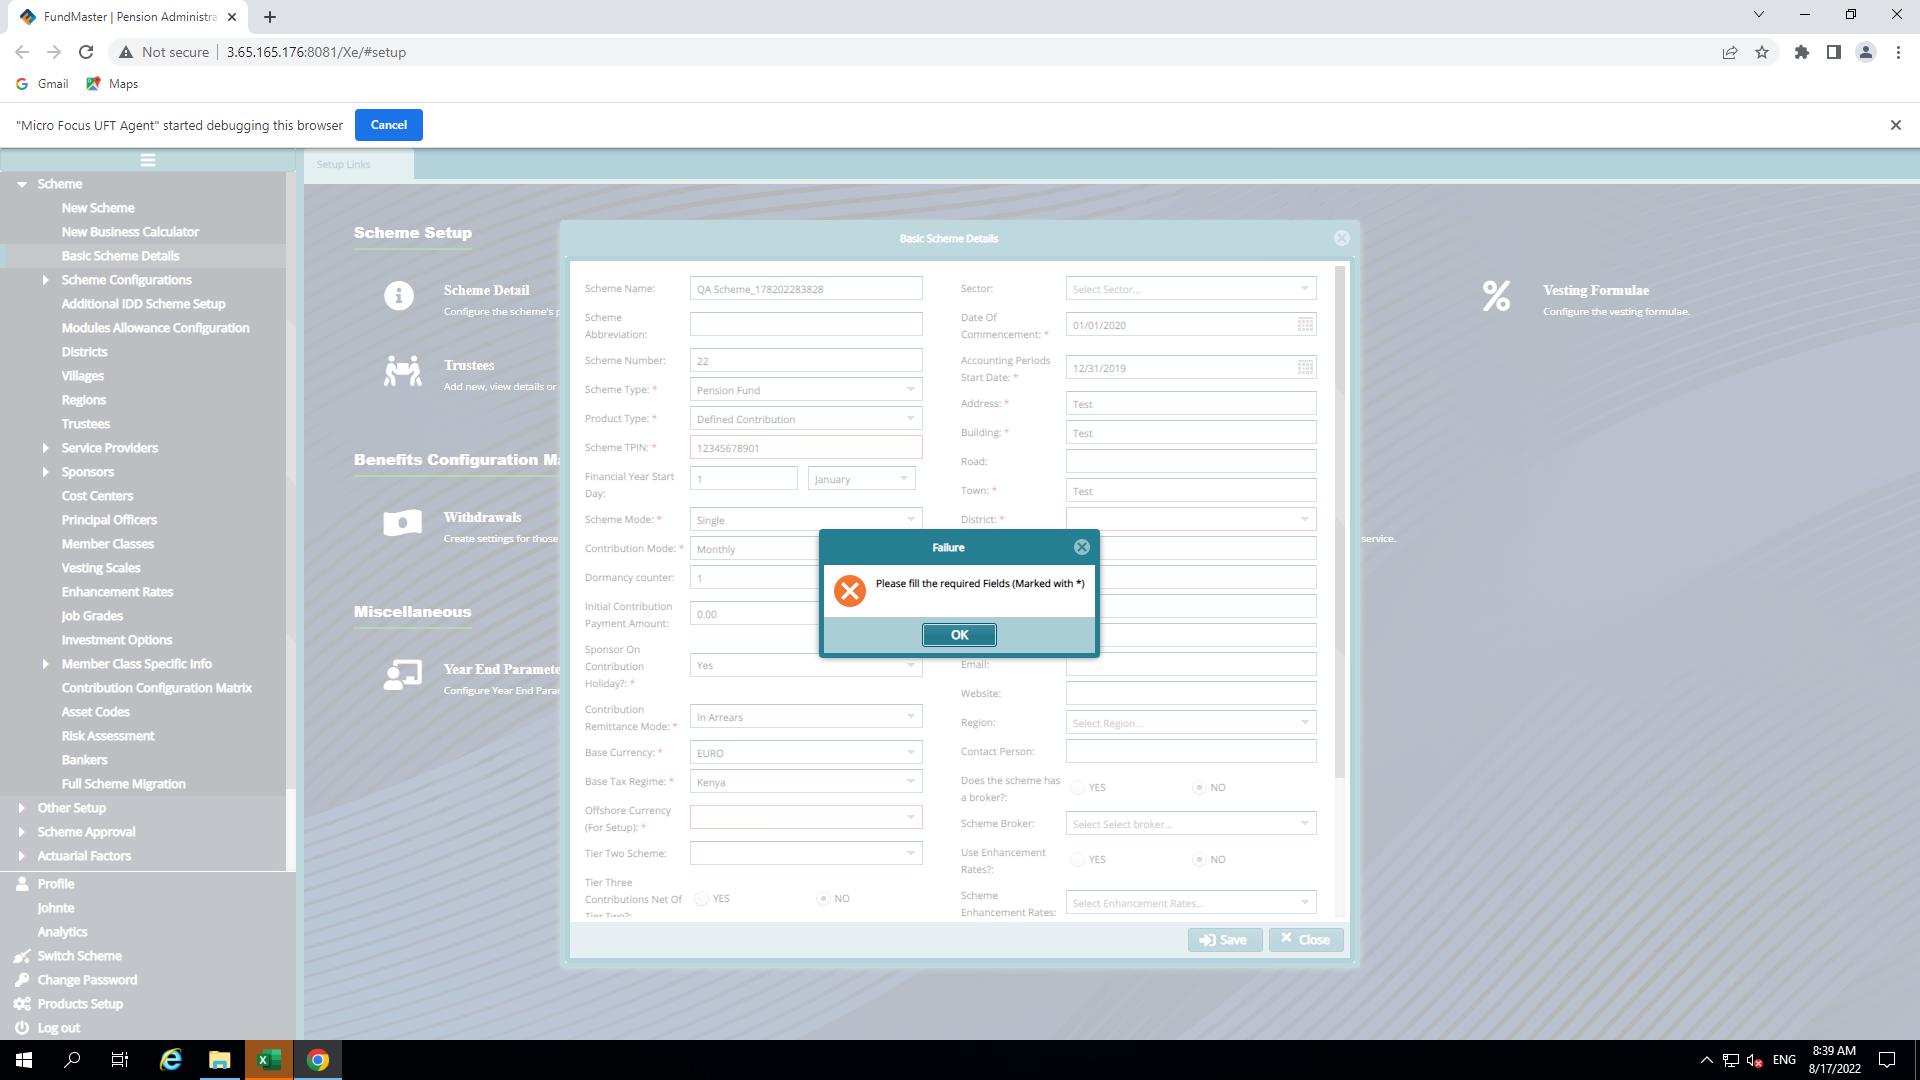 FundMaster | Pension Administra
Not secure
3.65.165.176:8081/Xe/#setup
Gmail
Maps
"Micro Focus UFT Agent" started debugging this browser
Cancel
Scheme
New Scheme
New Business Calculator
Basic Scheme Details
Scheme Configurations
Additional IDD Scheme Setup
Modules Allowance Configuration
Districts
Villages
Regions
Trustees
Service Providers
Sponsors
Cost Centers
Principal Officers
Member Classes
Vesting Scales
Enhancement Rates
Job Grades
Investment Options
Member Class Specific Info
Contribution Configuration Matrix
Asset Codes
Risk Assessment
Bankers
Full Scheme Migration
Other Setup
Scheme Approval
Actuarial Factors
Profile
Johnte
Analytics
Switch Scheme
Change Password
Products Setup
Log out
Setup Links
Scheme Setup
Scheme Detail
Configure the scheme's p
Trustees
Add new, view details or
Benefits Configuration Ma
Withdrawals
Create settings for those
Miscellaneous
Year End Paramete
Configure Year End Para
Vesting Formulae
Configure the vesting formulae.
service.
Basic Scheme Details
Scheme Name:
QA Scheme_178202283828
Scheme
Abbreviation:
Scheme Number:
22
Scheme Type: *
Pension Fund
Product Type: *
Defined Contribution
Scheme TPIN: *
12345678901
Financial Year Start
Day:
1
January
Scheme Mode: *
Single
Contribution Mode: *
Monthly
Dormancy counter:
1
Initial Contribution
Payment Amount:
0.00
Sponsor On
Contribution
Holiday?: *
Yes
Contribution
Remittance Mode: *
In Arrears
Base Currency: *
EURO
Base Tax Regime: *
Kenya
Offshore Currency
(For Setup): *
Tier Two Scheme:
Tier Three
Contributions Net Of
Tier Two?:
YES
NO
Sector:
Select Sector...
Date Of
Commencement: *
01/01/2020
Accounting Periods
Start Date: *
12/31/2019
Address: *
Test
Building: *
Test
Road:
Town: *
Test
District: *
Email:
Website:
Region:
Select Region...
Contact Person:
Does the scheme has
a broker?:
YES
NO
Scheme Broker:
Select Select broker...
Use Enhancement
Rates?:
YES
NO
Scheme
Enhancement Rates:
Select Enhancement Rates...
Save
Close
Failure
Please fill the required Fields (Marked with *)
OK
ENG
8:39 AM
8/17/2022